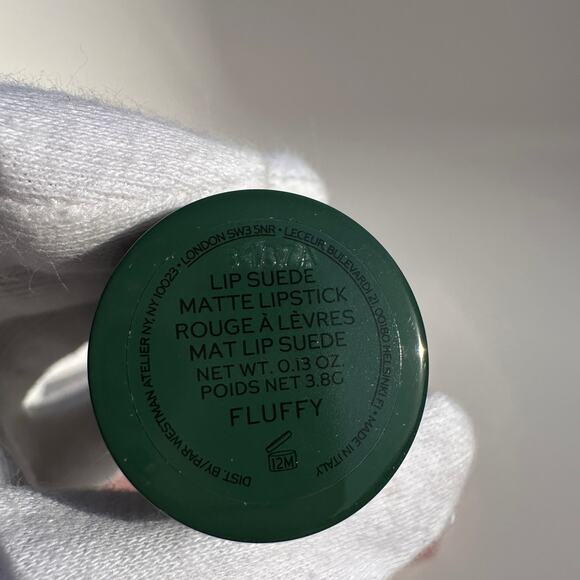 LIP SUEDE
MATTE LIPSTICK
ROUGE À LÈVRES
MAT LIP SUEDE
NET WT. 0.13 OZ.
POIDS NET 3.8G
FLUFFY
12M
DIST. BY/PAR WESTMAN ATELIER NY, NY 10023 • LONDON SW3 5NR • LECEUR BULEVARDI 21 00180 HELSINKI FI • MADE IN ITALY